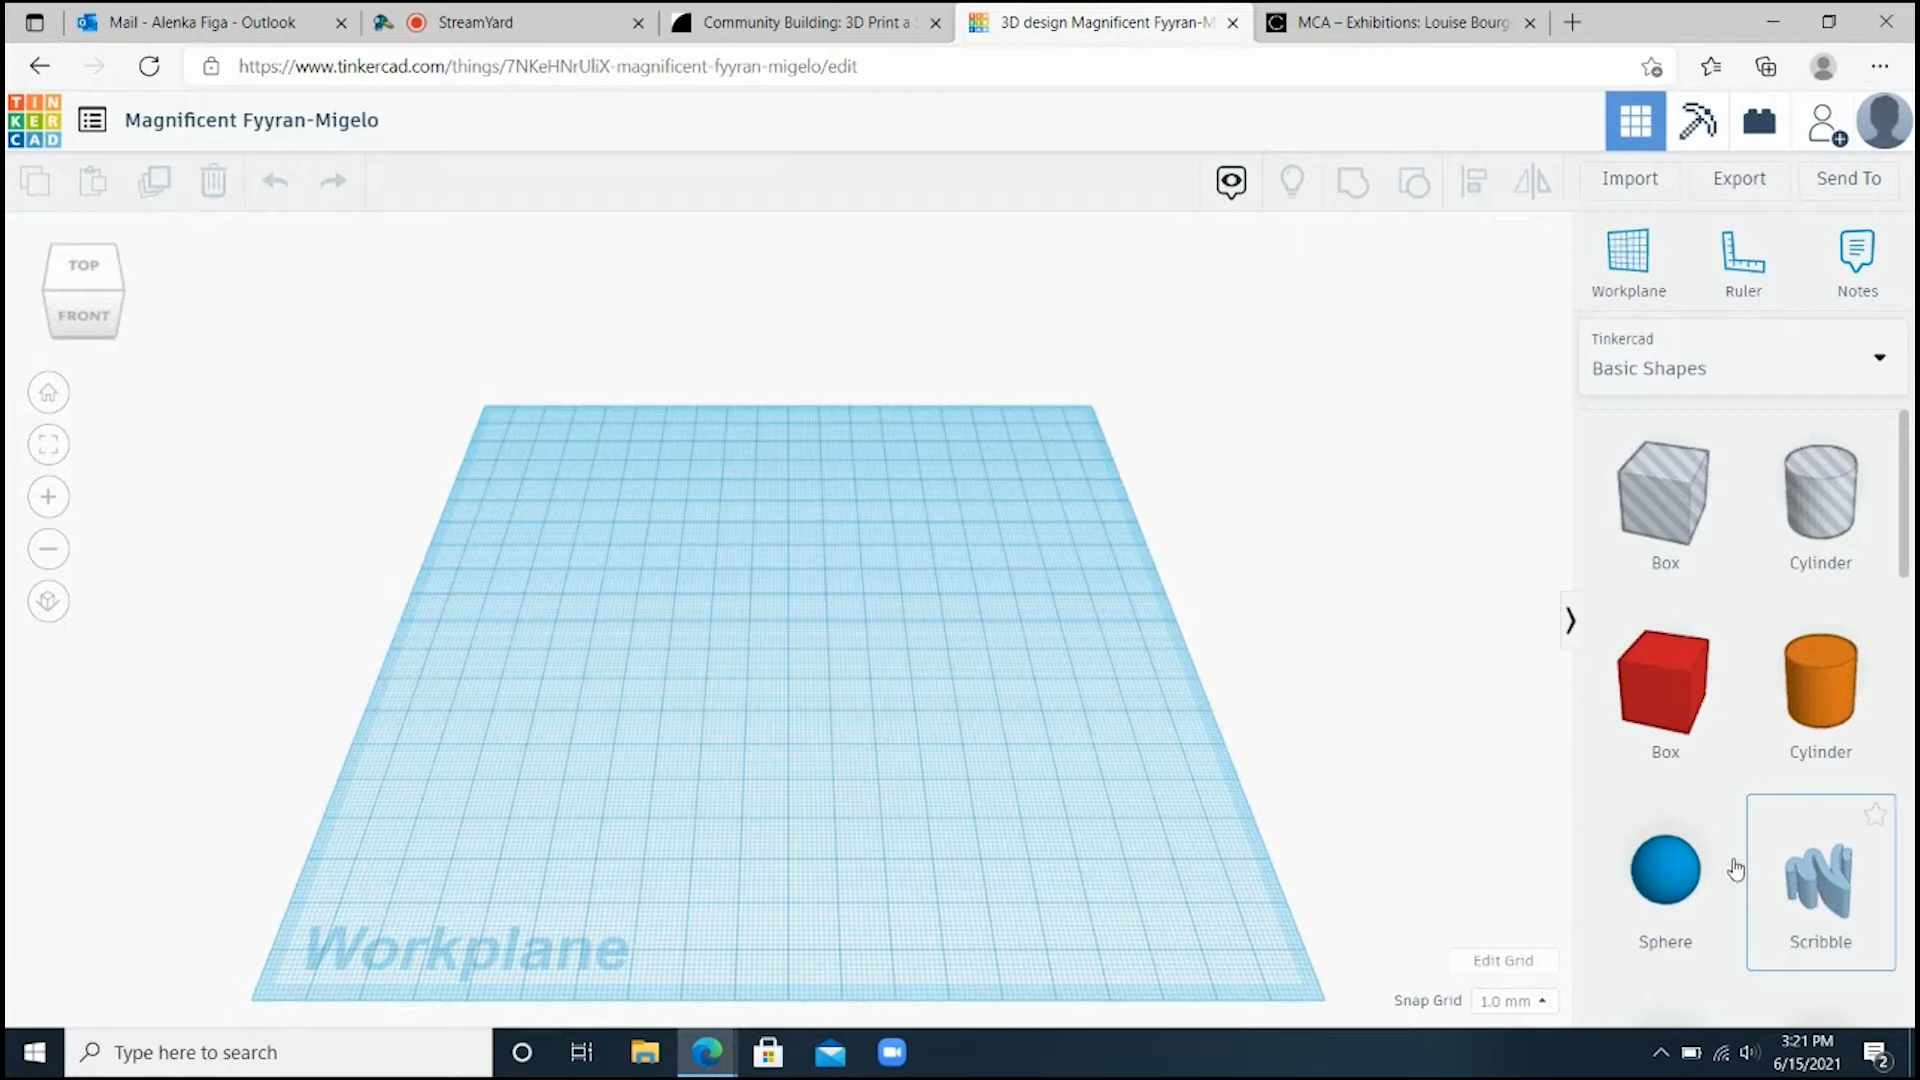 Mail - Alenka Figa - Outlook
StreamYard
Community Building: 3D Print a
3D design Magnificent Fyyran-M
MCA – Exhibitions: Louise Bourg
https://www.tinkercad.com/things/7NKeHNrUliX-magnificent-fyyran-migelo/edit
TIN
KER
CAD
Magnificent Fyyran-Migelo
Import
Export
Send To
TOP
FRONT
Workplane
Ruler
Notes
Tinkercad
Basic Shapes
Box
Cylinder
Box
Cylinder
Sphere
Scribble
Workplane
Edit Grid
Snap Grid
1.0 mm
Type here to search
3:21 PM
6/15/2021
2